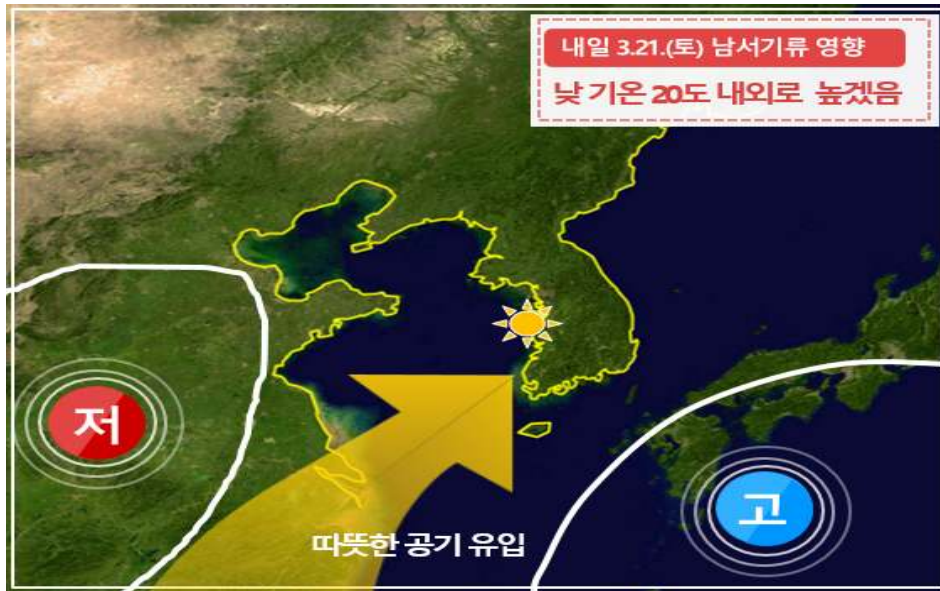 내일 3.21.(토) 남서기류 영향
낮 기온 20도 내외로 높겠음
저
고
따뜻한 공기 유입